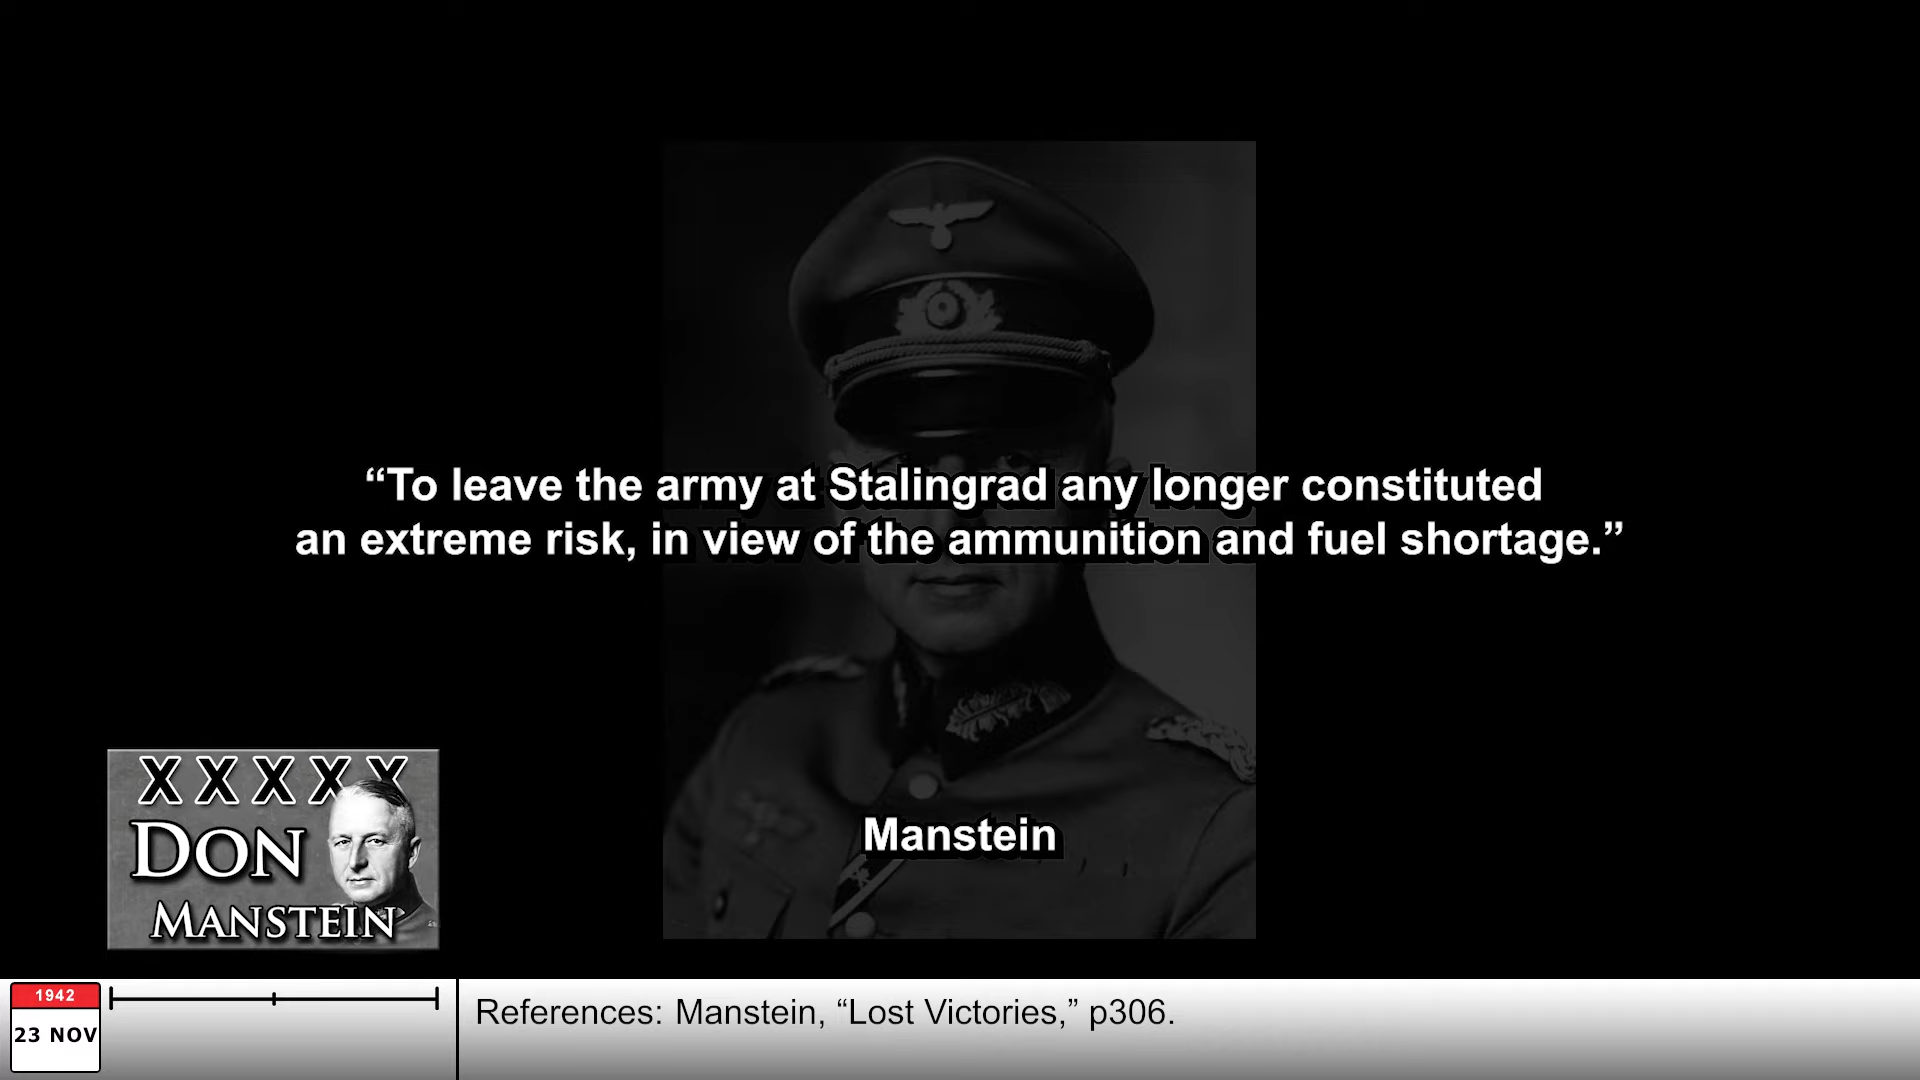 “To leave the army at Stalingrad any longer constituted
an extreme risk, in view of the ammunition and fuel shortage.”
Manstein
XXXXX
DON
MANSTEIN
1942
23 NOV
References: Manstein, “Lost Victories,” p306.